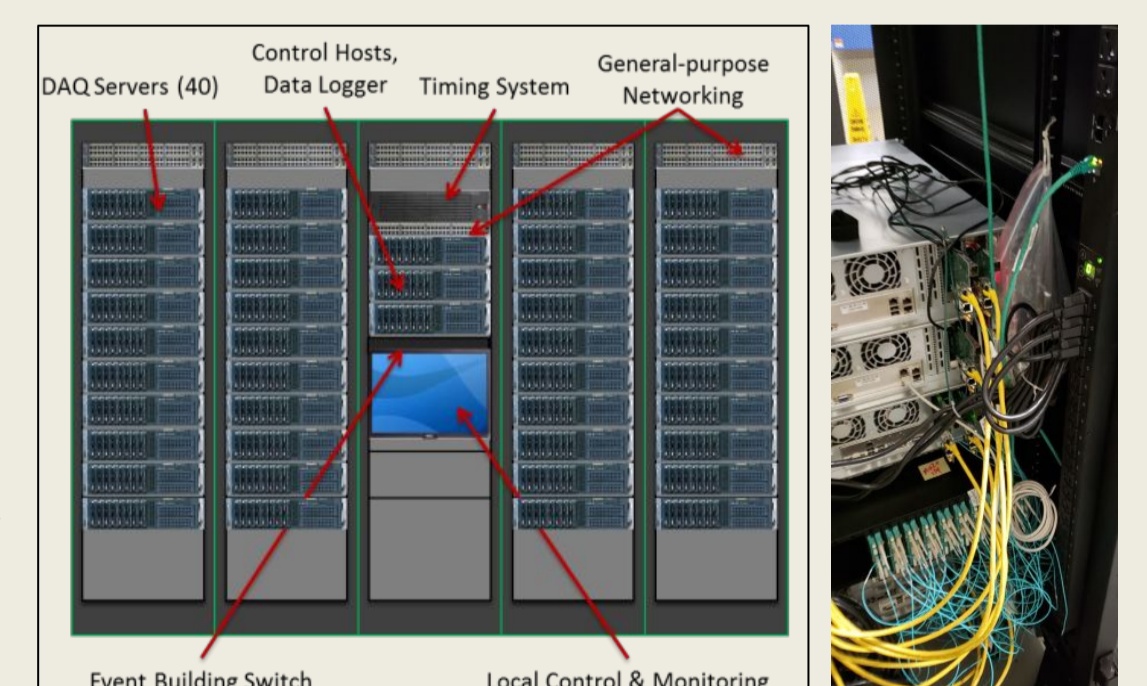 Control Hosts,
Data Logger
DAQ Servers (40)
Timing System
General-purpose
Networking
Event Building Switch
Local Control & Monitoring